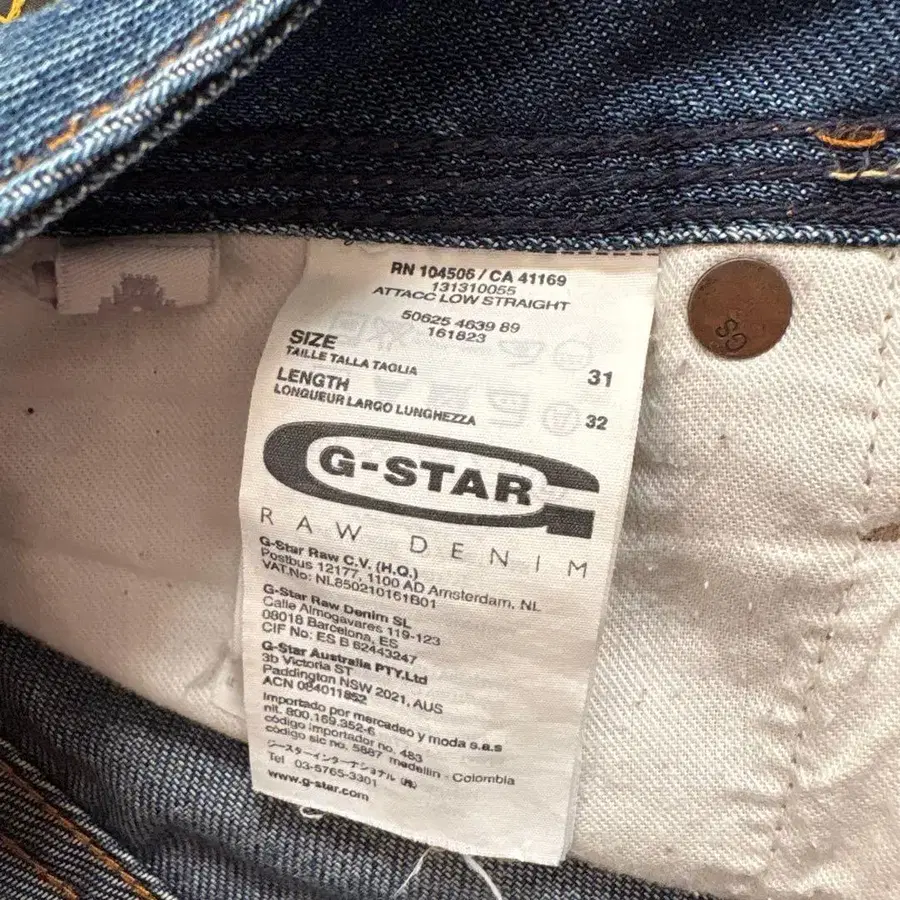 RN 104506 / CA 41169
131310055
ATTACC LOW STRAIGHT
50625 4639 89
161823
SIZE
TAILLE TALLA TAGLIA 31
LENGTH
LONGUEUR LARGO LUNGHEZZA 32
G-STAR
RAW DENIM
G-Star Raw C.V. (H.Q.)
Postbus 12177, 1100 AD Amsterdam, NL
VAT.No: NL850210161B01
G-Star Raw Denim SL
Calle Almogavares 119-123
08018 Barcelona, ES
CIF No: ES B 62443247
G-Star Australia PTY.Ltd
3b Victoria ST
Paddington NSW 2021, AUS
ACN 084011852
Importado por mercadeo y moda s.a.s
nit. 800.169.352-6
código importador no. 483
código sic no. 5887 medellin - Colombia
ジースターインターナショナル (株)
Tel 03-5765-3301
www.g-star.com
GS